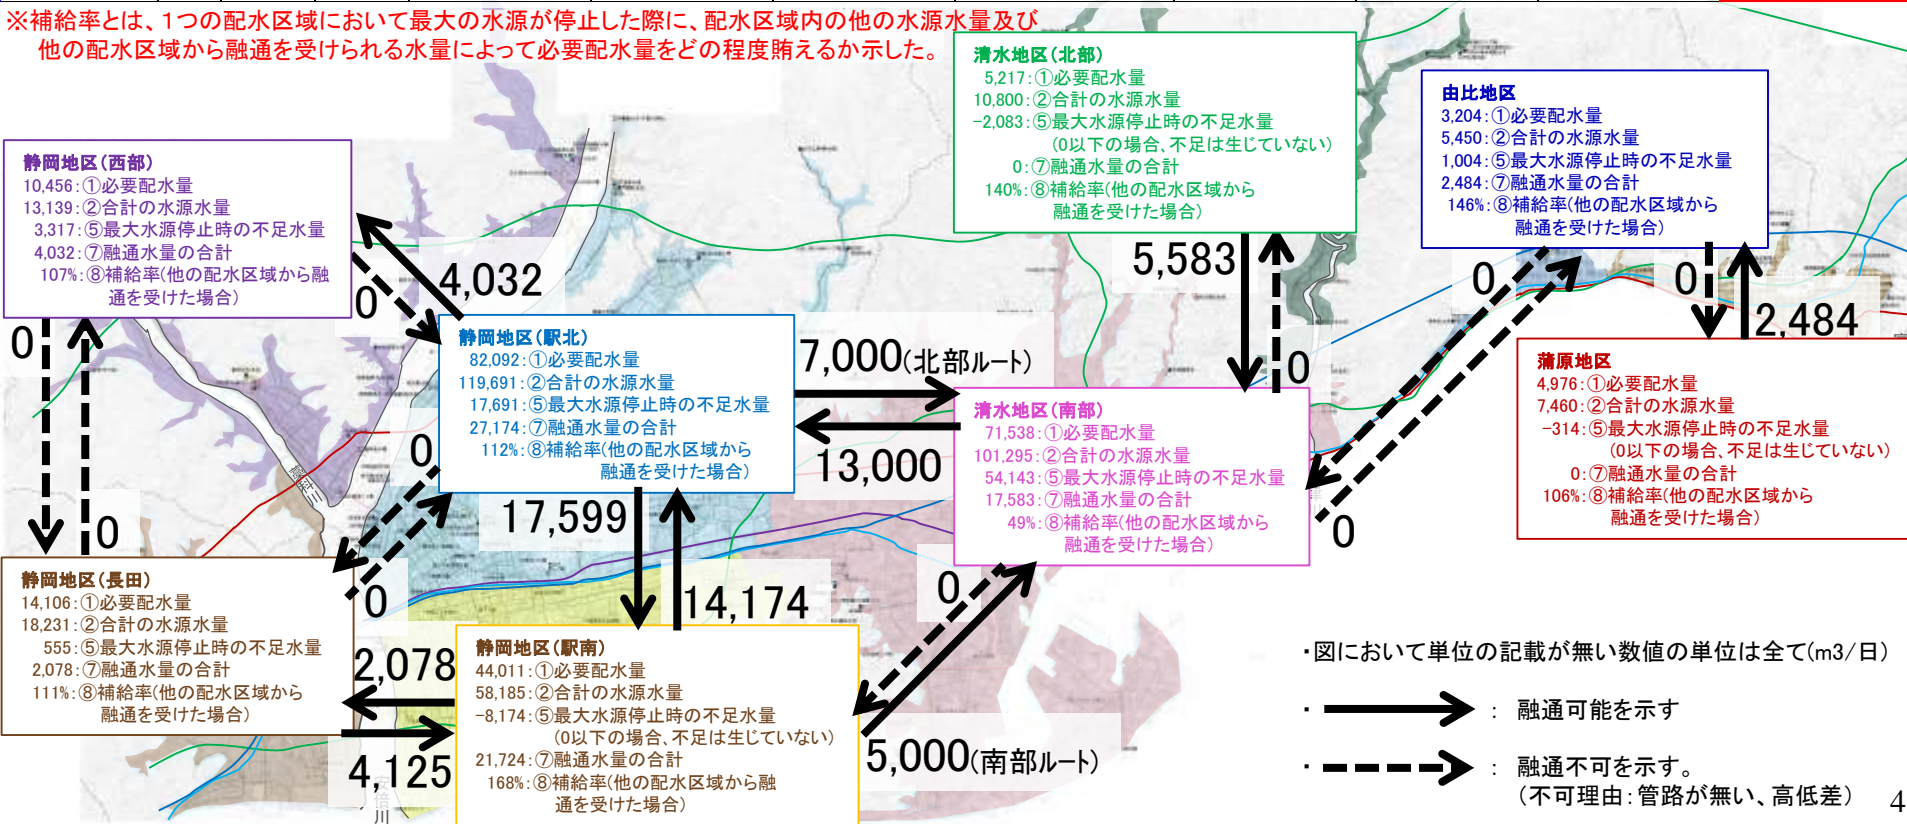 ※補給率とは、1つの配水区域において最大の水源が停止した際に、配水区域内の他の水源水量及び
他の配水区域から融通を受けられる水量によって必要配水量をどの程度賄えるか示した。
清水地区(北部)
5,217:①必要配水量
10,800:②合計の水源水量
-2,083:⑤最大水源停止時の不足水量
(0以下の場合、不足は生じていない)
0:⑦融通水量の合計
140%:⑧補給率(他の配水区域から
融通を受けた場合)
由比地区
3,204:①必要配水量
5,450:②合計の水源水量
1,004:⑤最大水源停止時の不足水量
2,484:⑦融通水量の合計
146%:⑧補給率(他の配水区域から
融通を受けた場合)
静岡地区(西部)
10,456:①必要配水量
13,139:②合計の水源水量
3,317:⑤最大水源停止時の不足水量
4,032:⑦融通水量の合計
107%:⑧補給率(他の配水区域から融
通を受けた場合)
4,032
0
5,583
0
0
0
2,484
0
静岡地区(駅北)
82,092:①必要配水量
119,691:②合計の水源水量
17,691:⑤最大水源停止時の不足水量
27,174:⑦融通水量の合計
112%:⑧補給率(他の配水区域から
融通を受けた場合)
7,000(北部ルート)
13,000
清水地区(南部)
71,538:①必要配水量
101,295:②合計の水源水量
54,143:⑤最大水源停止時の不足水量
17,583:⑦融通水量の合計
49%:⑧補給率(他の配水区域から
融通を受けた場合)
蒲原地区
4,976:①必要配水量
7,460:②合計の水源水量
-314:⑤最大水源停止時の不足水量
(0以下の場合、不足は生じていない)
0:⑦融通水量の合計
106%:⑧補給率(他の配水区域から
融通を受けた場合)
0
0
0
17,599
14,174
0
0
静岡地区(長田)
14,106:①必要配水量
18,231:②合計の水源水量
555:⑤最大水源停止時の不足水量
2,078:⑦融通水量の合計
111%:⑧補給率(他の配水区域から
融通を受けた場合)
2,078
4,125
安倍川
静岡地区(駅南)
44,011:①必要配水量
58,185:②合計の水源水量
-8,174:⑤最大水源停止時の不足水量
(0以下の場合、不足は生じていない)
21,724:⑦融通水量の合計
168%:⑧補給率(他の配水区域から融
通を受けた場合)
5,000(南部ルート)
・図において単位の記載が無い数値の単位は全て(m3/日)
・ : 融通可能を示す
・ : 融通不可を示す。
(不可理由:管路が無い、高低差)
4